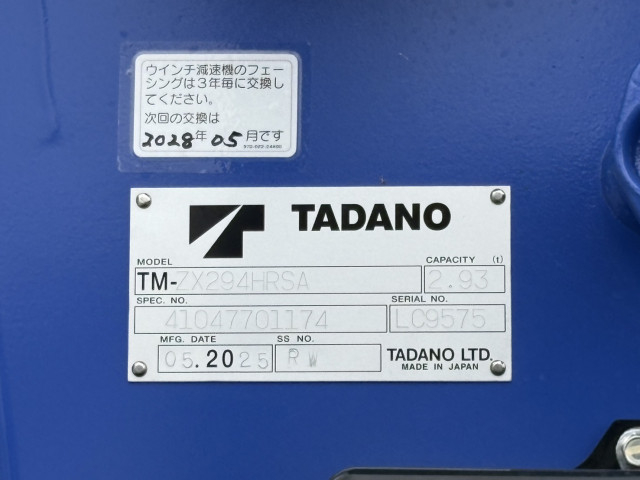 ウインチ減速機のフェー
シングは3年毎に交換し
てください。
次回の交換は
2028年 05月です
TADANO
MODEL CAPACITY (t)
TM-ZX294HRSA 2.93
SPEC. NO. SERIAL NO.
41047701174 LC9575
MFG. DATE SS NO.
05.2025 RW TADANO LTD.
MADE IN JAPAN